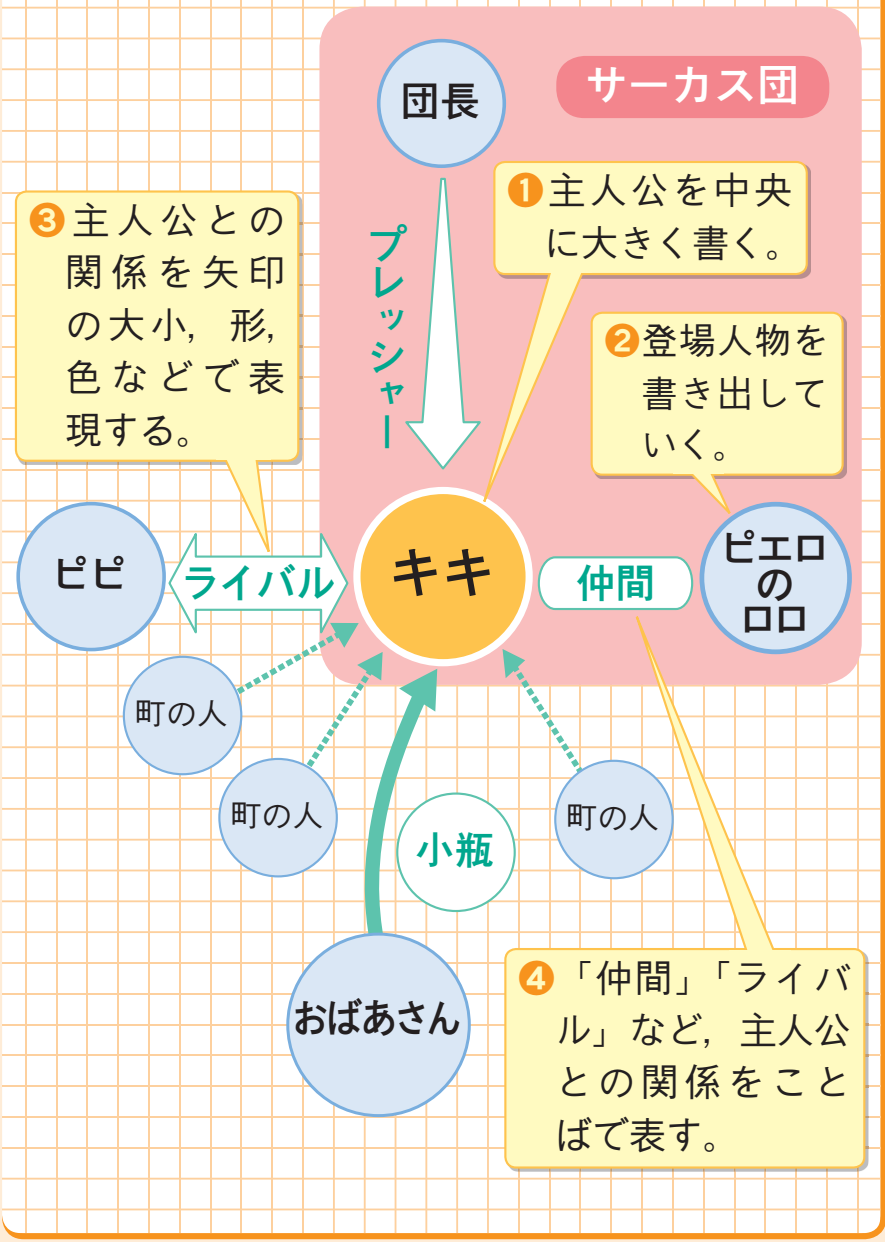 サーカス団
団長
プレッシャー
❶主人公を中央
に大きく書く。
❸主人公との
関係を矢印
の大小，形，
色などで表
現する。
❷登場人物を
書き出して
いく。
ピピ
ライバル
キキ
仲間
ピエロ
の
ロロ
町の人
町の人
町の人
小瓶
おばあさん
❹「仲間」「ライバ
ル」など，主人公
との関係をこと
ばで表す。